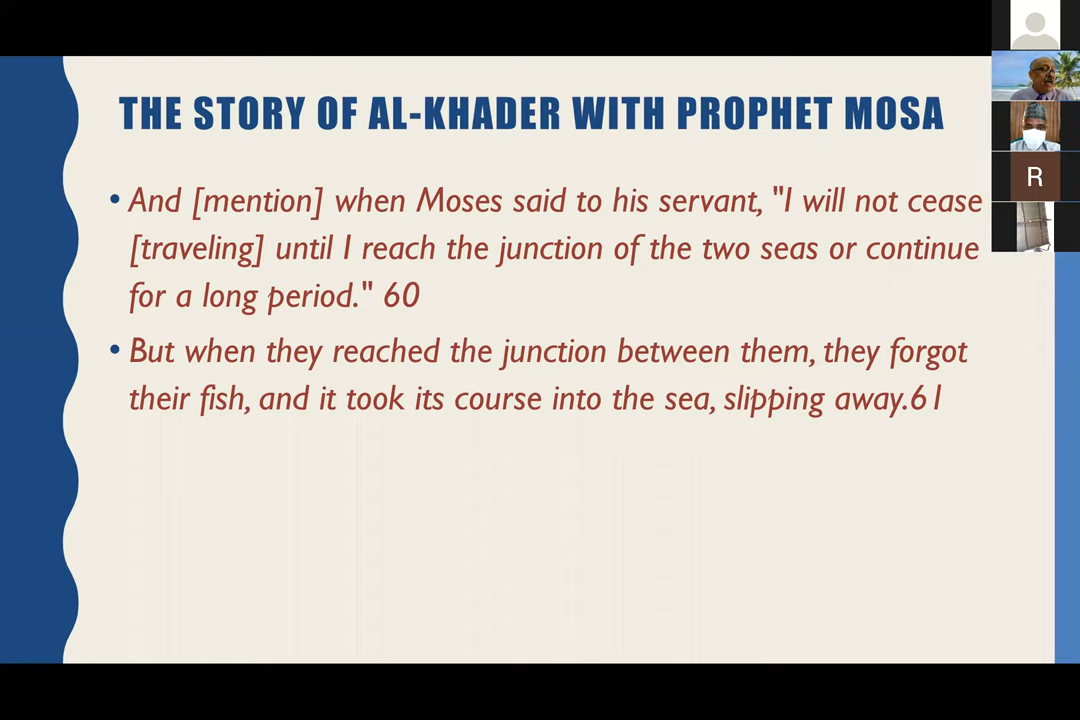 THE STORY OF AL-KHADER WITH PROPHET MOSA
• And [mention] when Moses said to his servant, "I will not cease
[traveling] until I reach the junction of the two seas or continue
for a long period." 60
• But when they reached the junction between them, they forgot
their fish, and it took its course into the sea, slipping away.61
R